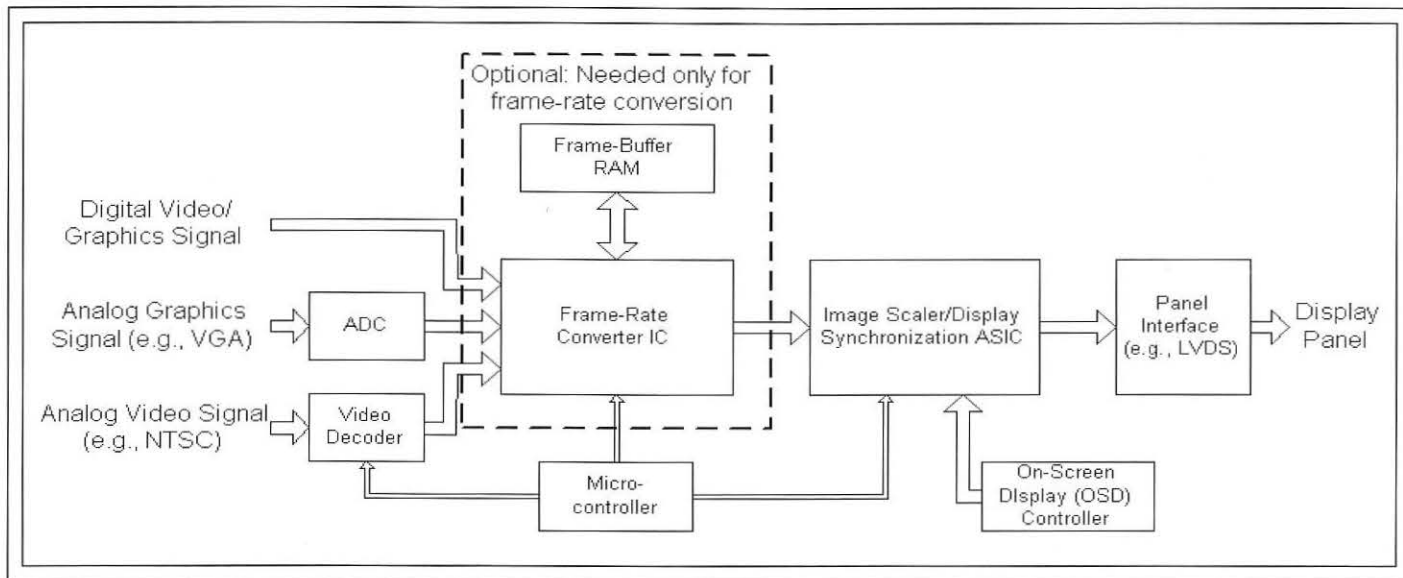 Optional: Needed only for
frame-rate conversion
Frame-Buffer
RAM
Digital Video/
Graphics Signal
Analog Graphics
Signal (e.g., VGA)
ADC
Frame-Rate
Converter IC
Image Scaler/Display
Synchronization ASIC
Panel
Interface
(e.g., LVDS)
Display
Panel
Analog Video Signal
(e.g., NTSC)
Video
Decoder
Micro-
controller
On-Screen
DIsplay (OSD)
Controller